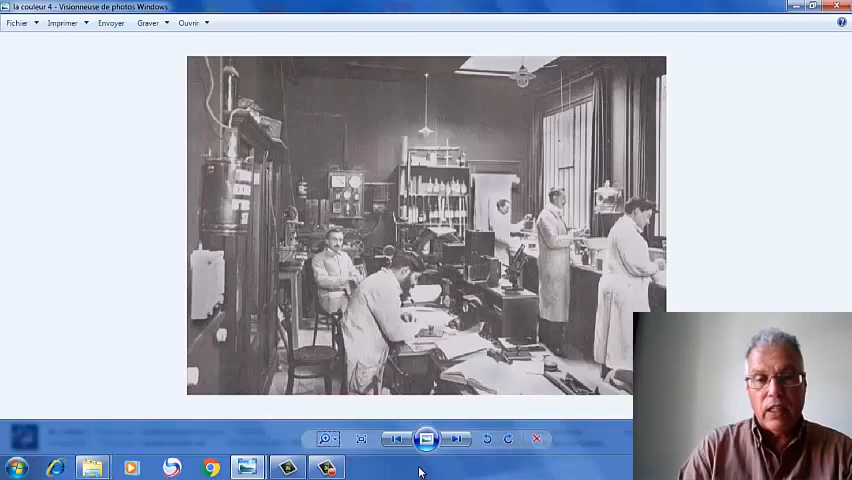 la couleur 4 - Visionneuse de photos Windows
Fichier Imprimer Envoyer Graver Ouvrir